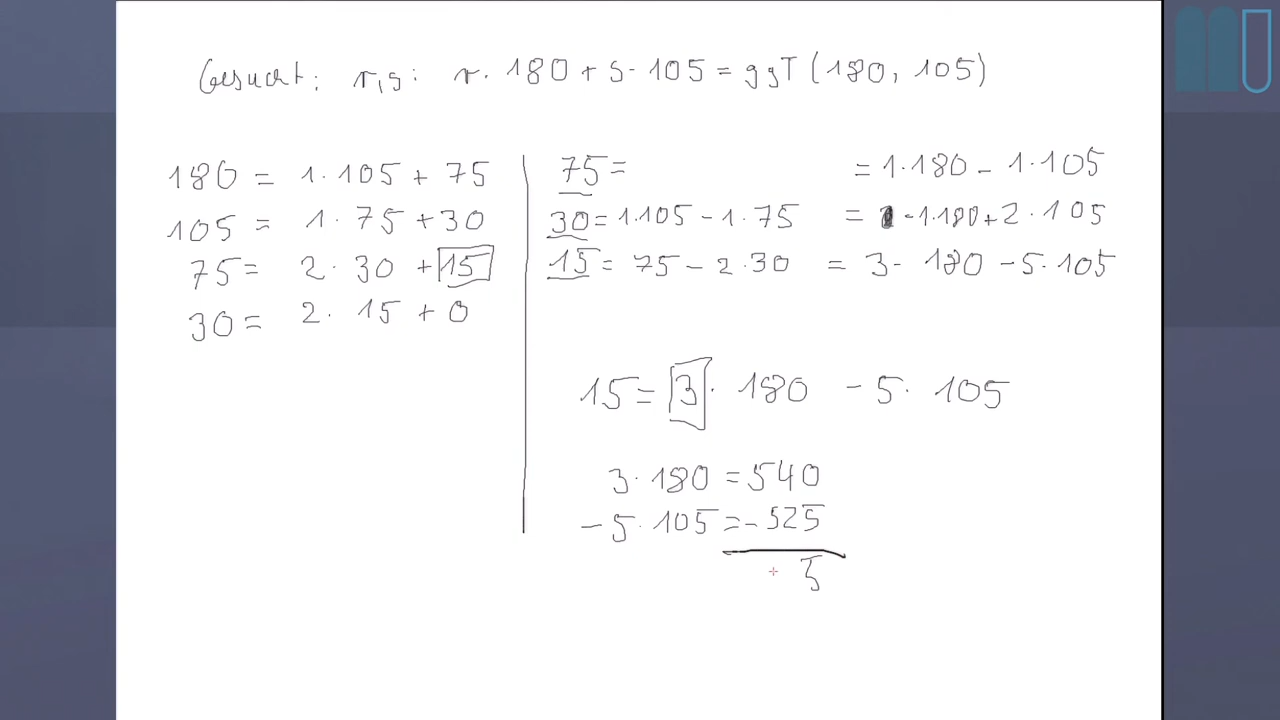 Gesucht: r,s: r. 180 + s. 105 = ggT (180, 105)
180 = 1.105 + 75
105 = 1.75 + 30
75 = 2. 30 + 15
30 = 2. 15 + 0
75 = = 1.180 - 1.105
30 = 1.105 - 1.75 = -1.180 + 2.105
15 = 75 - 2.30 = 3. 180 - 5.105
15 = 3. 180 - 5. 105
3. 180 = 540
- 5. 105 = - 525
5